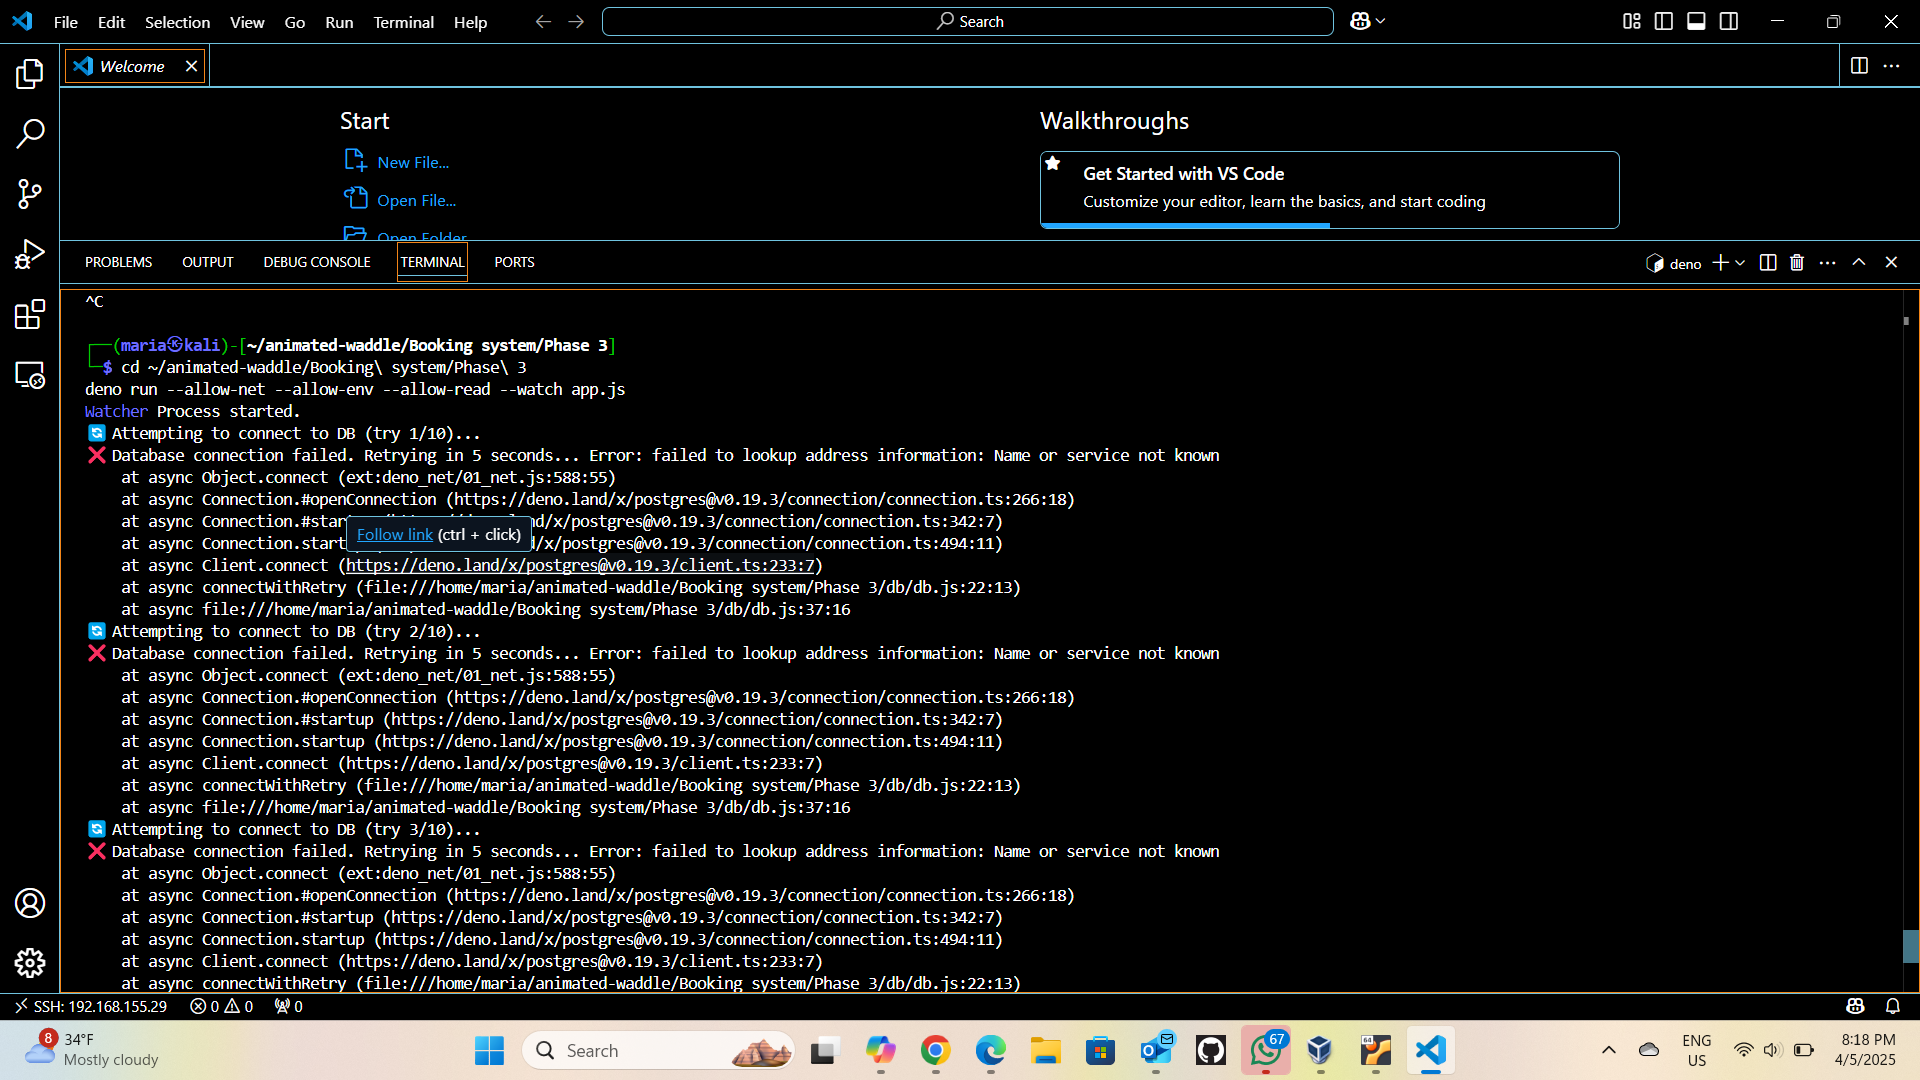 File Edit Selection View Go Run Terminal Help
Search
Welcome
Start
New File...
Open File...
Open Folder
Walkthroughs
Get Started with VS Code
Customize your editor, learn the basics, and start coding
PROBLEMS OUTPUT DEBUG CONSOLE TERMINAL PORTS
deno
^C
┌──(maria㉿kali)-[~/animated-waddle/Booking system/Phase 3]
└─$ cd ~/animated-waddle/Booking\ system/Phase\ 3
deno run --allow-net --allow-env --allow-read --watch app.js
Watcher Process started.
🔄 Attempting to connect to DB (try 1/10)...
❌ Database connection failed. Retrying in 5 seconds... Error: failed to lookup address information: Name or service not known
at async Object.connect (ext:deno_net/01_net.js:588:55)
at async Connection.#openConnection (https://deno.land/x/postgres@v0.19.3/connection/connection.ts:266:18)
at async Connection.#star nd/x/postgres@v0.19.3/connection/connection.ts:342:7)
Follow link (ctrl + click)
at async Connection.start d/x/postgres@v0.19.3/connection/connection.ts:494:11)
at async Client.connect (https://deno.land/x/postgres@v0.19.3/client.ts:233:7)
at async connectWithRetry (file:///home/maria/animated-waddle/Booking system/Phase 3/db/db.js:22:13)
at async file:///home/maria/animated-waddle/Booking system/Phase 3/db/db.js:37:16
🔄 Attempting to connect to DB (try 2/10)...
❌ Database connection failed. Retrying in 5 seconds... Error: failed to lookup address information: Name or service not known
at async Object.connect (ext:deno_net/01_net.js:588:55)
at async Connection.#openConnection (https://deno.land/x/postgres@v0.19.3/connection/connection.ts:266:18)
at async Connection.#startup (https://deno.land/x/postgres@v0.19.3/connection/connection.ts:342:7)
at async Connection.startup (https://deno.land/x/postgres@v0.19.3/connection/connection.ts:494:11)
at async Client.connect (https://deno.land/x/postgres@v0.19.3/client.ts:233:7)
at async connectWithRetry (file:///home/maria/animated-waddle/Booking system/Phase 3/db/db.js:22:13)
at async file:///home/maria/animated-waddle/Booking system/Phase 3/db/db.js:37:16
🔄 Attempting to connect to DB (try 3/10)...
❌ Database connection failed. Retrying in 5 seconds... Error: failed to lookup address information: Name or service not known
at async Object.connect (ext:deno_net/01_net.js:588:55)
at async Connection.#openConnection (https://deno.land/x/postgres@v0.19.3/connection/connection.ts:266:18)
at async Connection.#startup (https://deno.land/x/postgres@v0.19.3/connection/connection.ts:342:7)
at async Connection.startup (https://deno.land/x/postgres@v0.19.3/connection/connection.ts:494:11)
at async Client.connect (https://deno.land/x/postgres@v0.19.3/client.ts:233:7)
at async connectWithRetry (file:///home/maria/animated-waddle/Booking system/Phase 3/db/db.js:22:13)
SSH: 192.168.155.29 0 0 0
8
34°F
Mostly cloudy
Search
67
64
ENG
US
8:18 PM
4/5/2025